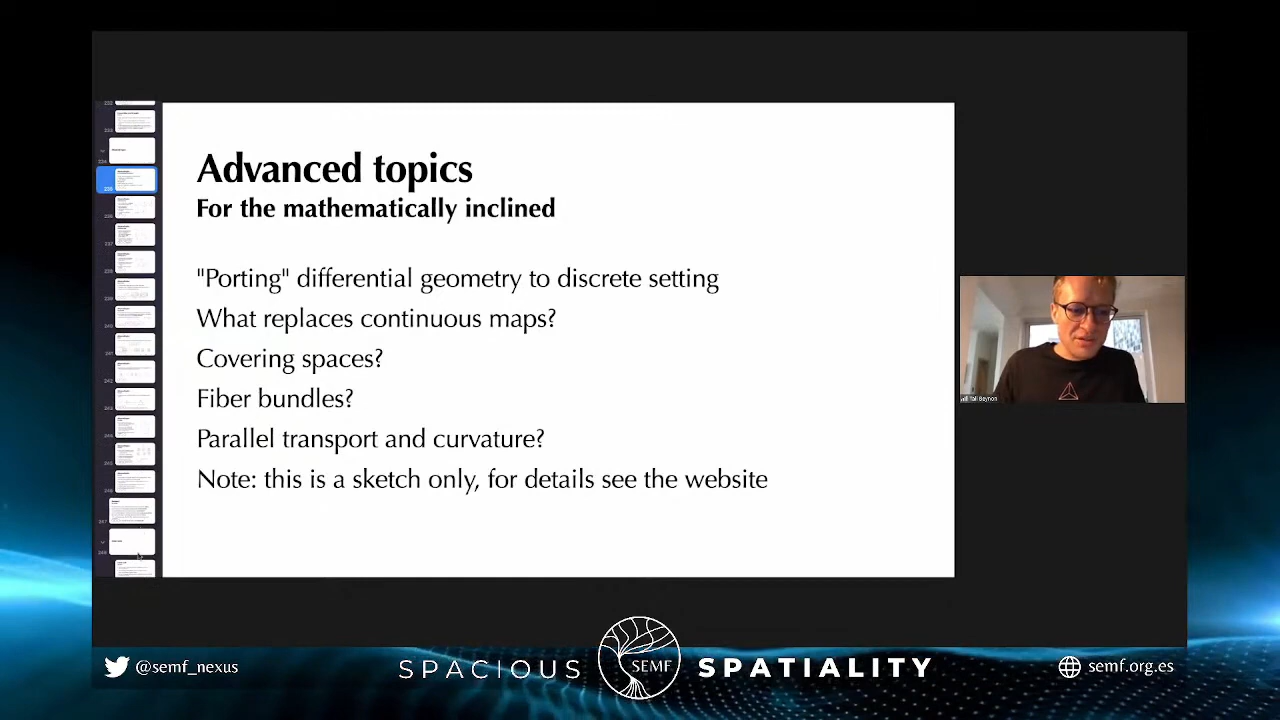 Advanced topics
For the mathematically inclined
"Porting" differential geometry to discrete setting
What replaces continuous maps?
Covering spaces?
Fiber bundles?
Parallel transport and curvature?
Note: this is a sketch only, for details see the website
Tali Beynon
@semf_nexus
SPACIOUS
SEMF
SPATIALITY
semf.org.es